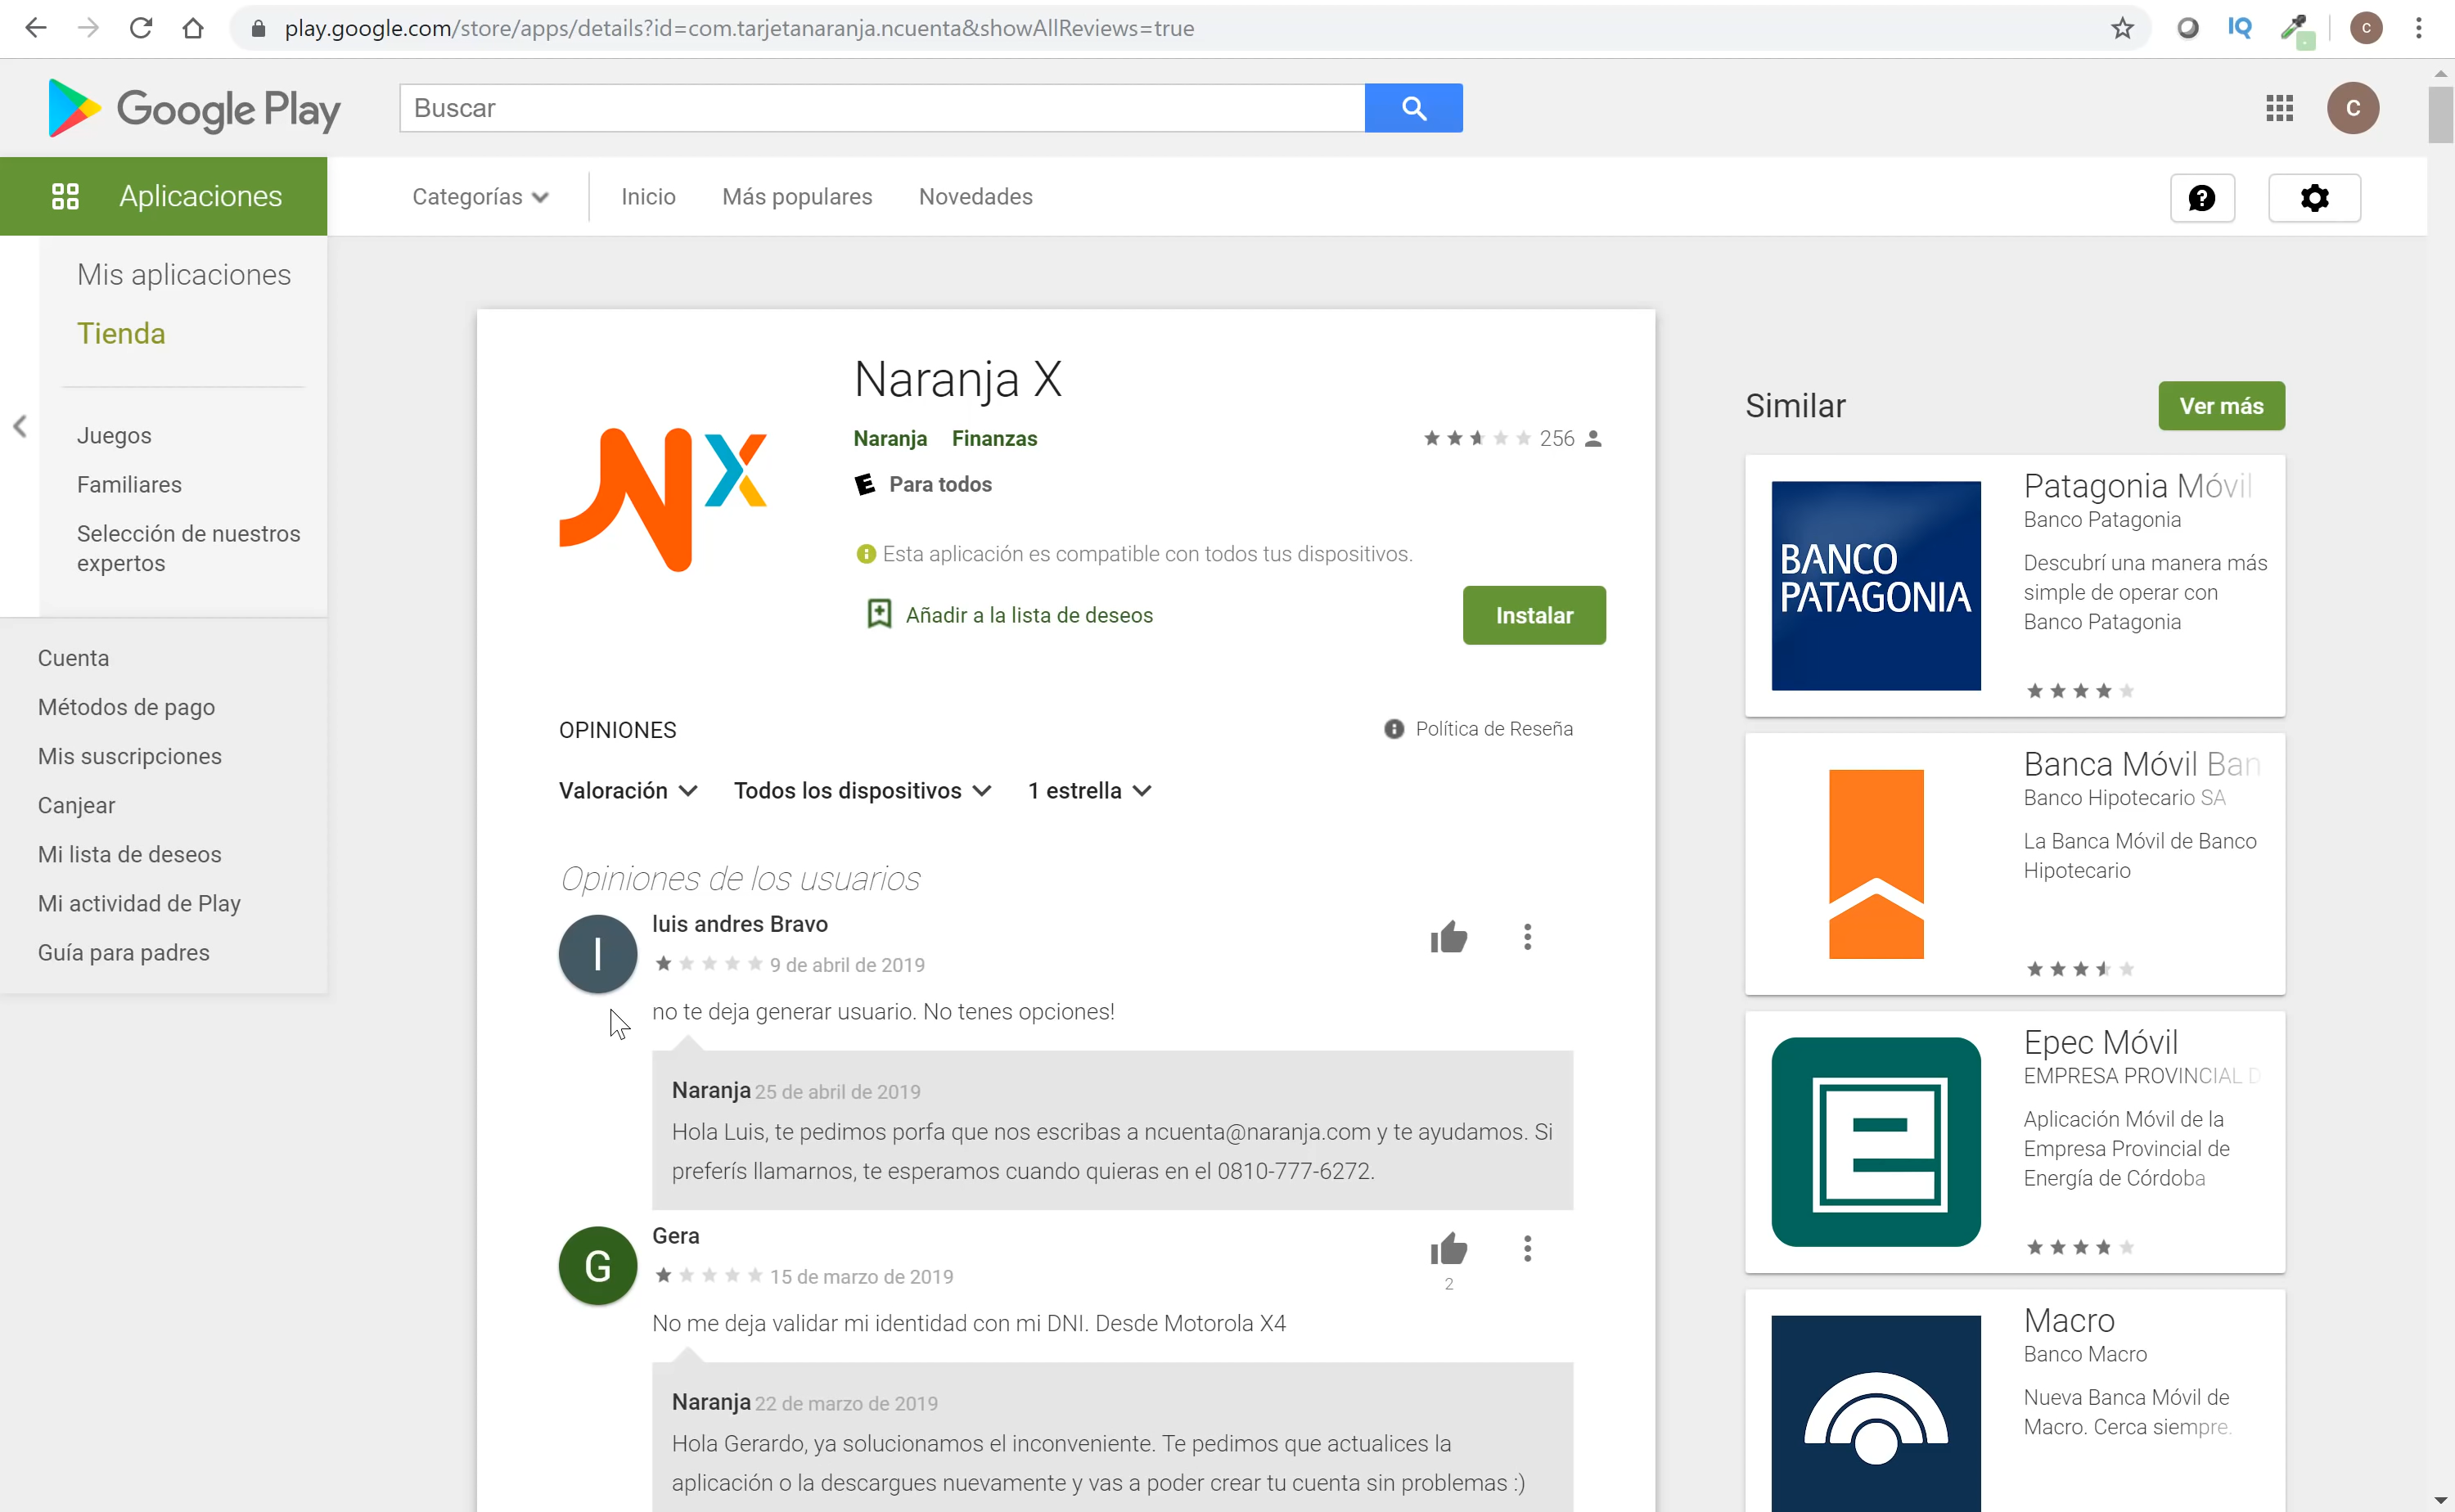 play.google.com/store/apps/details?id=com.tarjetanaranja.ncuenta&showAllReviews=true
IQ
C
Google Play
Buscar
C
Aplicaciones
Categorías
Inicio
Más populares
Novedades
Mis aplicaciones
Tienda
Juegos
Familiares
Selección de nuestros
expertos
Cuenta
Métodos de pago
Mis suscripciones
Canjear
Mi lista de deseos
Mi actividad de Play
Guía para padres
NX
Naranja X
Naranja Finanzas
256
E Para todos
Esta aplicación es compatible con todos tus dispositivos.
Añadir a la lista de deseos
Instalar
OPINIONES
Política de Reseña
Valoración
Todos los dispositivos
1 estrella
Opiniones de los usuarios
l
luis andres Bravo
9 de abril de 2019
no te deja generar usuario. No tenes opciones!
Naranja 25 de abril de 2019
Hola Luis, te pedimos porfa que nos escribas a ncuenta@naranja.com y te ayudamos. Si
preferís llamarnos, te esperamos cuando quieras en el 0810-777-6272.
G
Gera
15 de marzo de 2019
2
No me deja validar mi identidad con mi DNI. Desde Motorola X4
Naranja 22 de marzo de 2019
Hola Gerardo, ya solucionamos el inconveniente. Te pedimos que actualices la
aplicación o la descargues nuevamente y vas a poder crear tu cuenta sin problemas :)
Similar
Ver más
BANCO
PATAGONIA
Patagonia Móvil
Banco Patagonia
Descubrí una manera más
simple de operar con
Banco Patagonia
Banca Móvil Ban
Banco Hipotecario SA
La Banca Móvil de Banco
Hipotecario
e
Epec Móvil
EMPRESA PROVINCIAL D
Aplicación Móvil de la
Empresa Provincial de
Energía de Córdoba
Macro
Banco Macro
Nueva Banca Móvil de
Macro. Cerca siempre.